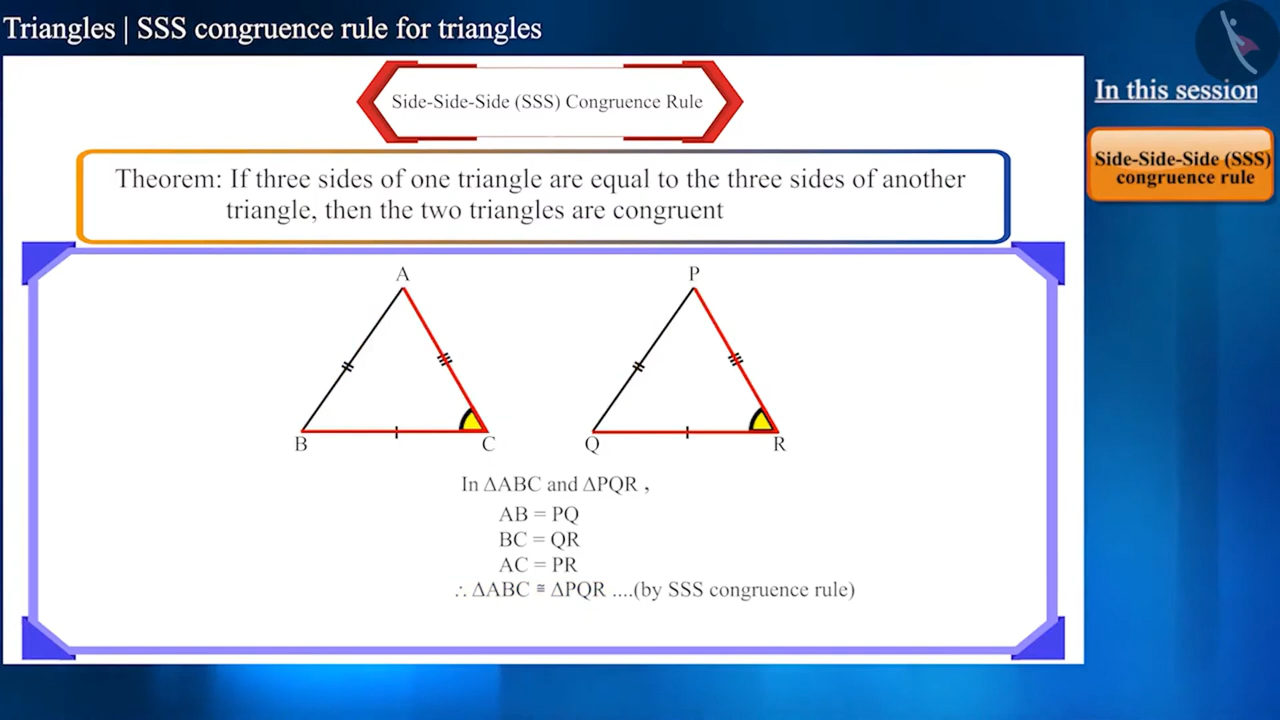 Triangles | SSS congruence rule for triangles
In this session
Side-Side-Side (SSS)
congruence rule
Side-Side-Side (SSS) Congruence Rule
Theorem: If three sides of one triangle are equal to the three sides of another
triangle, then the two triangles are congruent
A P
B C Q R
In ΔABC and ΔPQR ,
AB = PQ
BC = QR
AC = PR
∴ ΔABC ≅ ΔPQR ....(by SSS congruence rule)